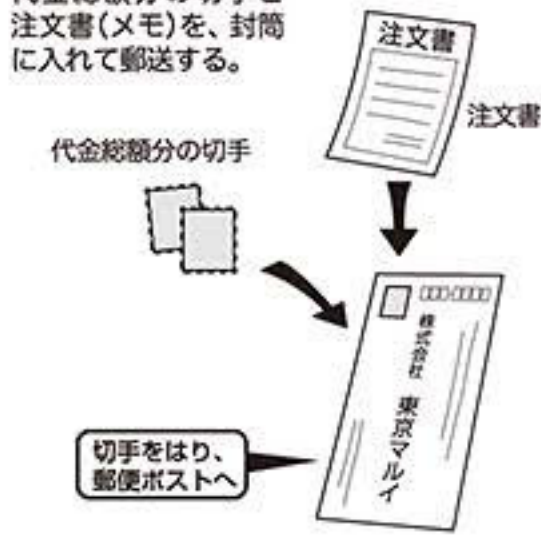 注文書(メモ)を、封筒
に入れて郵送する。
注文書
注文書
代金総額分の切手
株式会社 東京マルイ
切手をはり、
郵便ポストへ